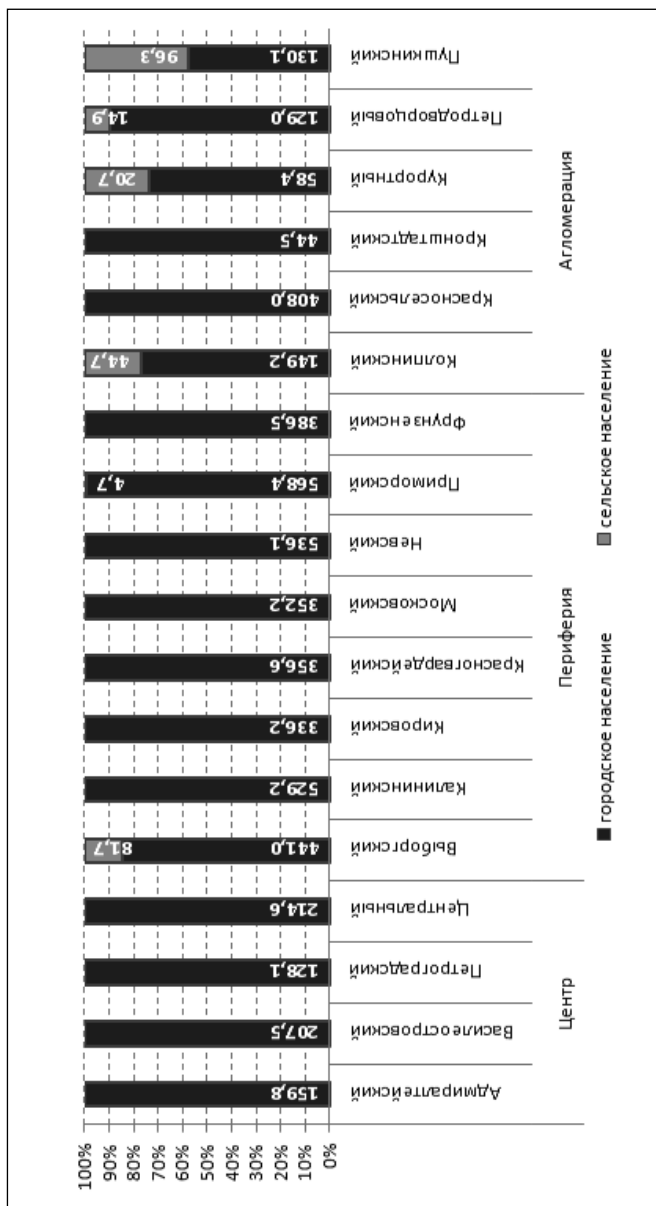 100%
90%
80%
70%
60%
50%
40%
30%
20%
10%
0%
159,8
207,5
128,1
214,6
441,0
81,7
529,2
336,2
356,6
352,2
536,1
568,4
4,7
386,5
149,2
44,7
408,0
44,5
58,4
20,7
129,0
14,9
130,1
96,3
Адмиралтейский
Василеостровский
Петроградский
Центральный
Выборгский
Калининский
Кировский
Красногвардейский
Московский
Невский
Приморский
Фрунзенский
Колпинский
Красносельский
Кронштадтский
Курортный
Петродворцовый
Пушкинский
Центр
Периферия
Агломерация
городское население
сельское население